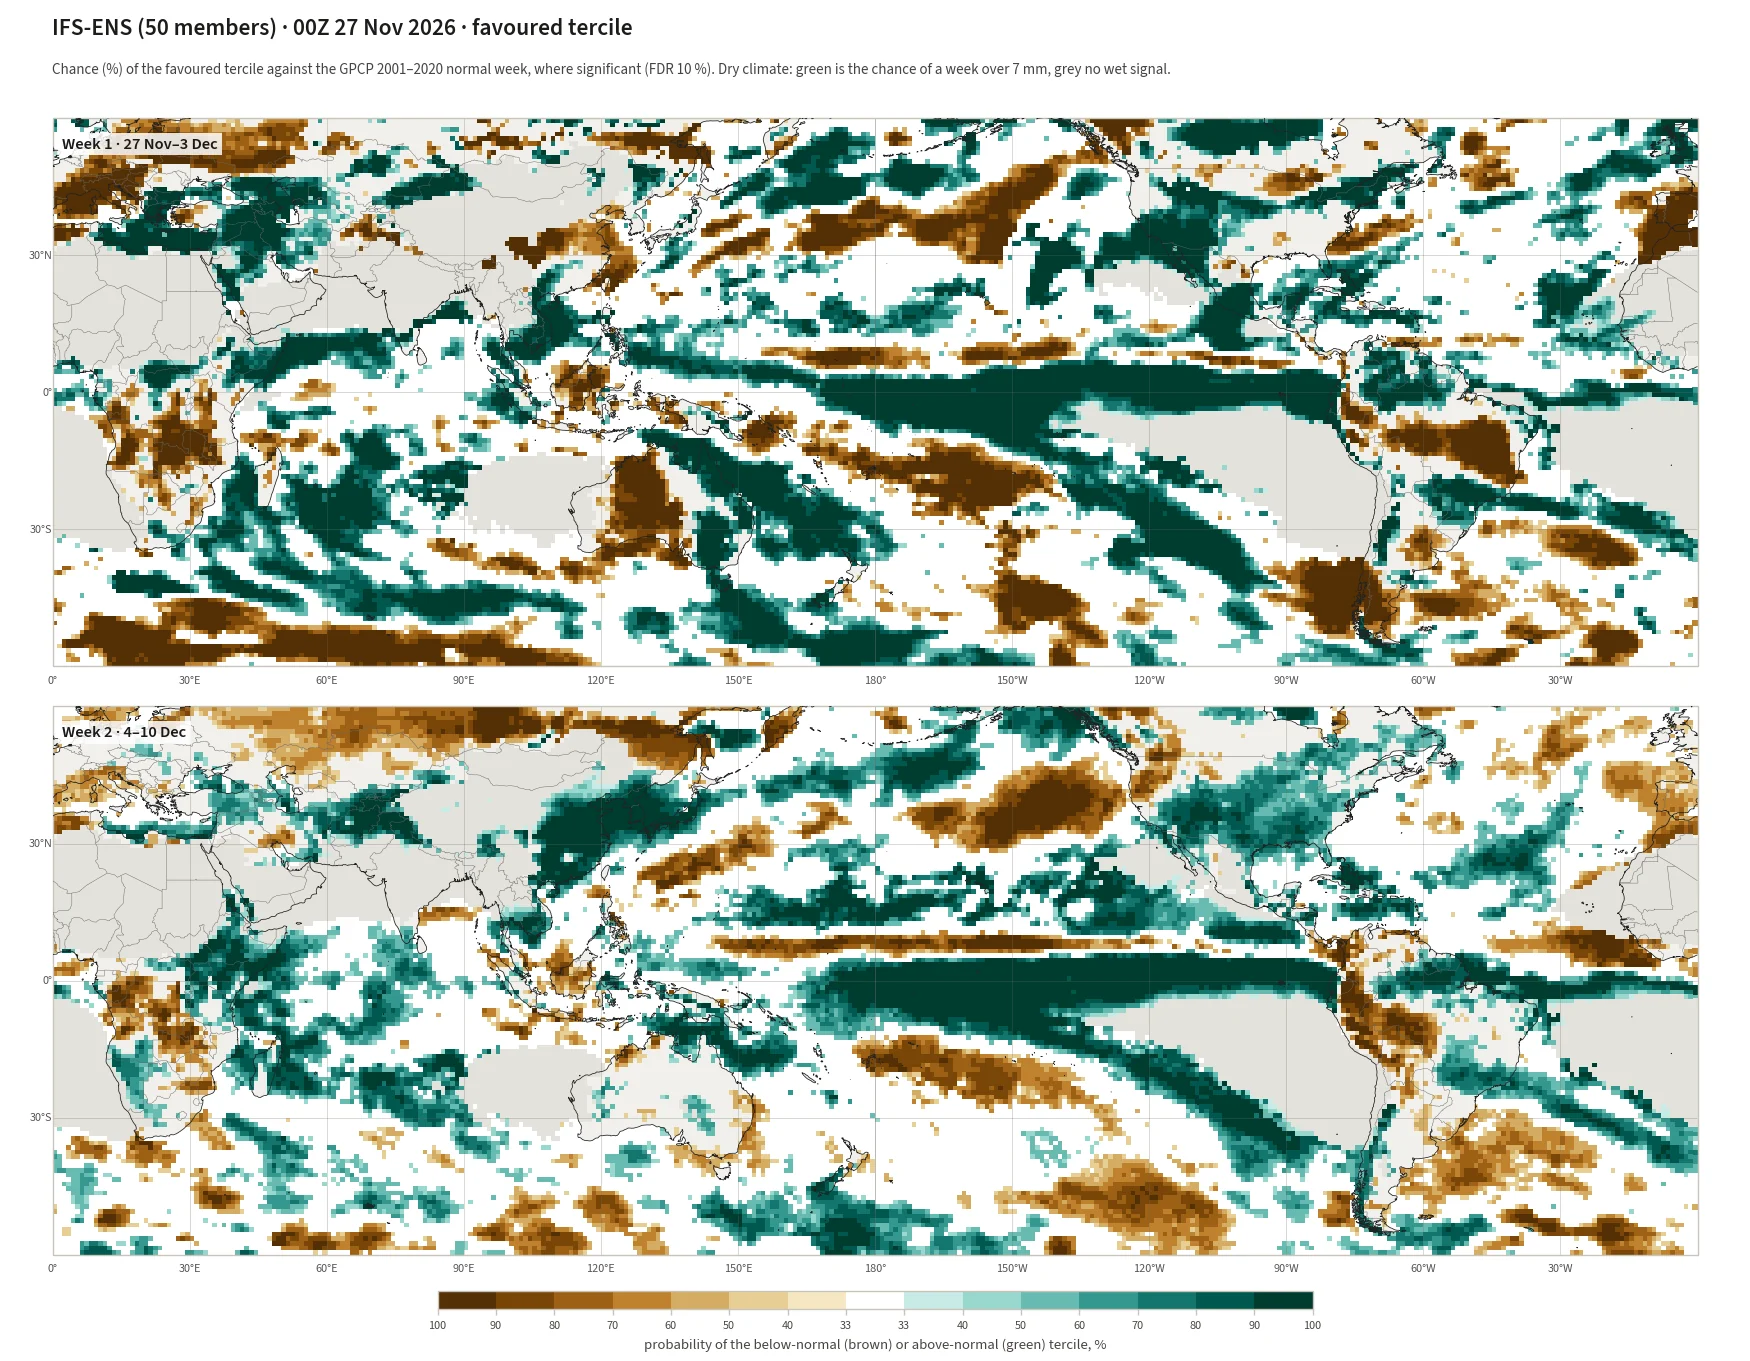 IFS-ENS (50 members) · 00Z 27 Nov 2026 · favoured tercile
Chance (%) of the favoured tercile against the GPCP 2001–2020 normal week, where significant (FDR 10 %). Dry climate: green is the chance of a week over 7 mm, grey no wet signal.
Week 1 · 27 Nov–3 Dec
30°N
0°
30°S
0° 30°E 60°E 90°E 120°E 150°E 180° 150°W 120°W 90°W 60°W 30°W
Week 2 · 4–10 Dec
30°N
0°
30°S
0° 30°E 60°E 90°E 120°E 150°E 180° 150°W 120°W 90°W 60°W 30°W
100 90 80 70 60 50 40 33 33 40 50 60 70 80 90 100
probability of the below-normal (brown) or above-normal (green) tercile, %